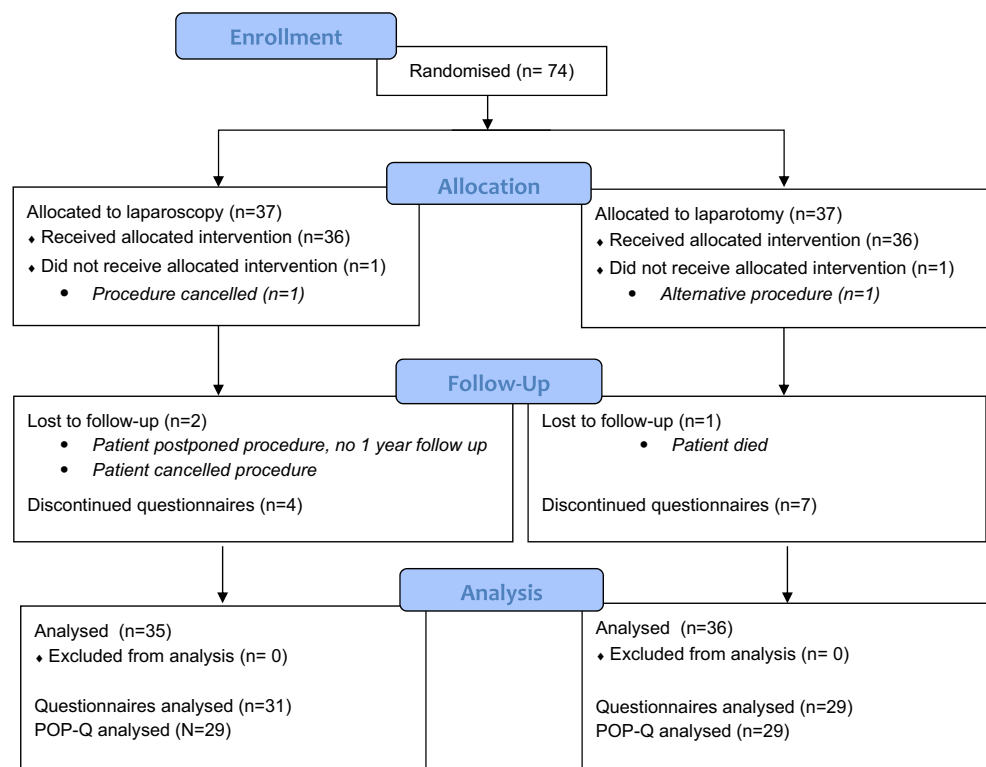 Enrollment
Randomised (n= 74)
Allocation
Allocated to laparoscopy (n=37)
♦ Received allocated intervention (n=36)
♦ Did not receive allocated intervention (n=1)
• Procedure cancelled (n=1)
Allocated to laparotomy (n=37)
♦ Received allocated intervention (n=36)
♦ Did not receive allocated intervention (n=1)
• Alternative procedure (n=1)
Follow-Up
Lost to follow-up (n=2)
• Patient postponed procedure, no 1 year follow up
• Patient cancelled procedure
Discontinued questionnaires (n=4)
Lost to follow-up (n=1)
• Patient died
Discontinued questionnaires (n=7)
Analysis
Analysed (n=35)
♦ Excluded from analysis (n= 0)
Questionnaires analysed (n=31)
POP-Q analysed (N=29)
Analysed (n=36)
♦ Excluded from analysis (n= 0)
Questionnaires analysed (n=29)
POP-Q analysed (n=29)